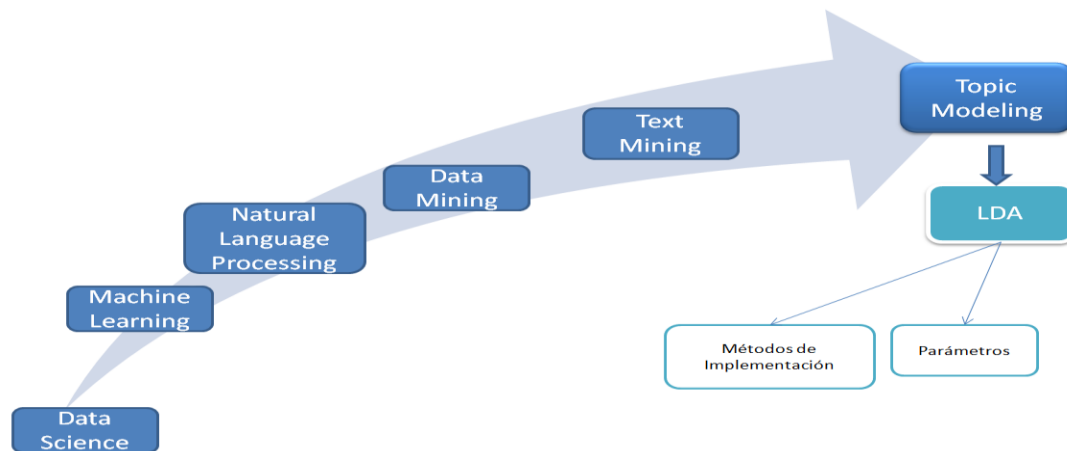 Data
Science
Machine
Learning
Natural
Language
Processing
Data
Mining
Text
Mining
Topic
Modeling
LDA
Métodos de
Implementación
Parámetros